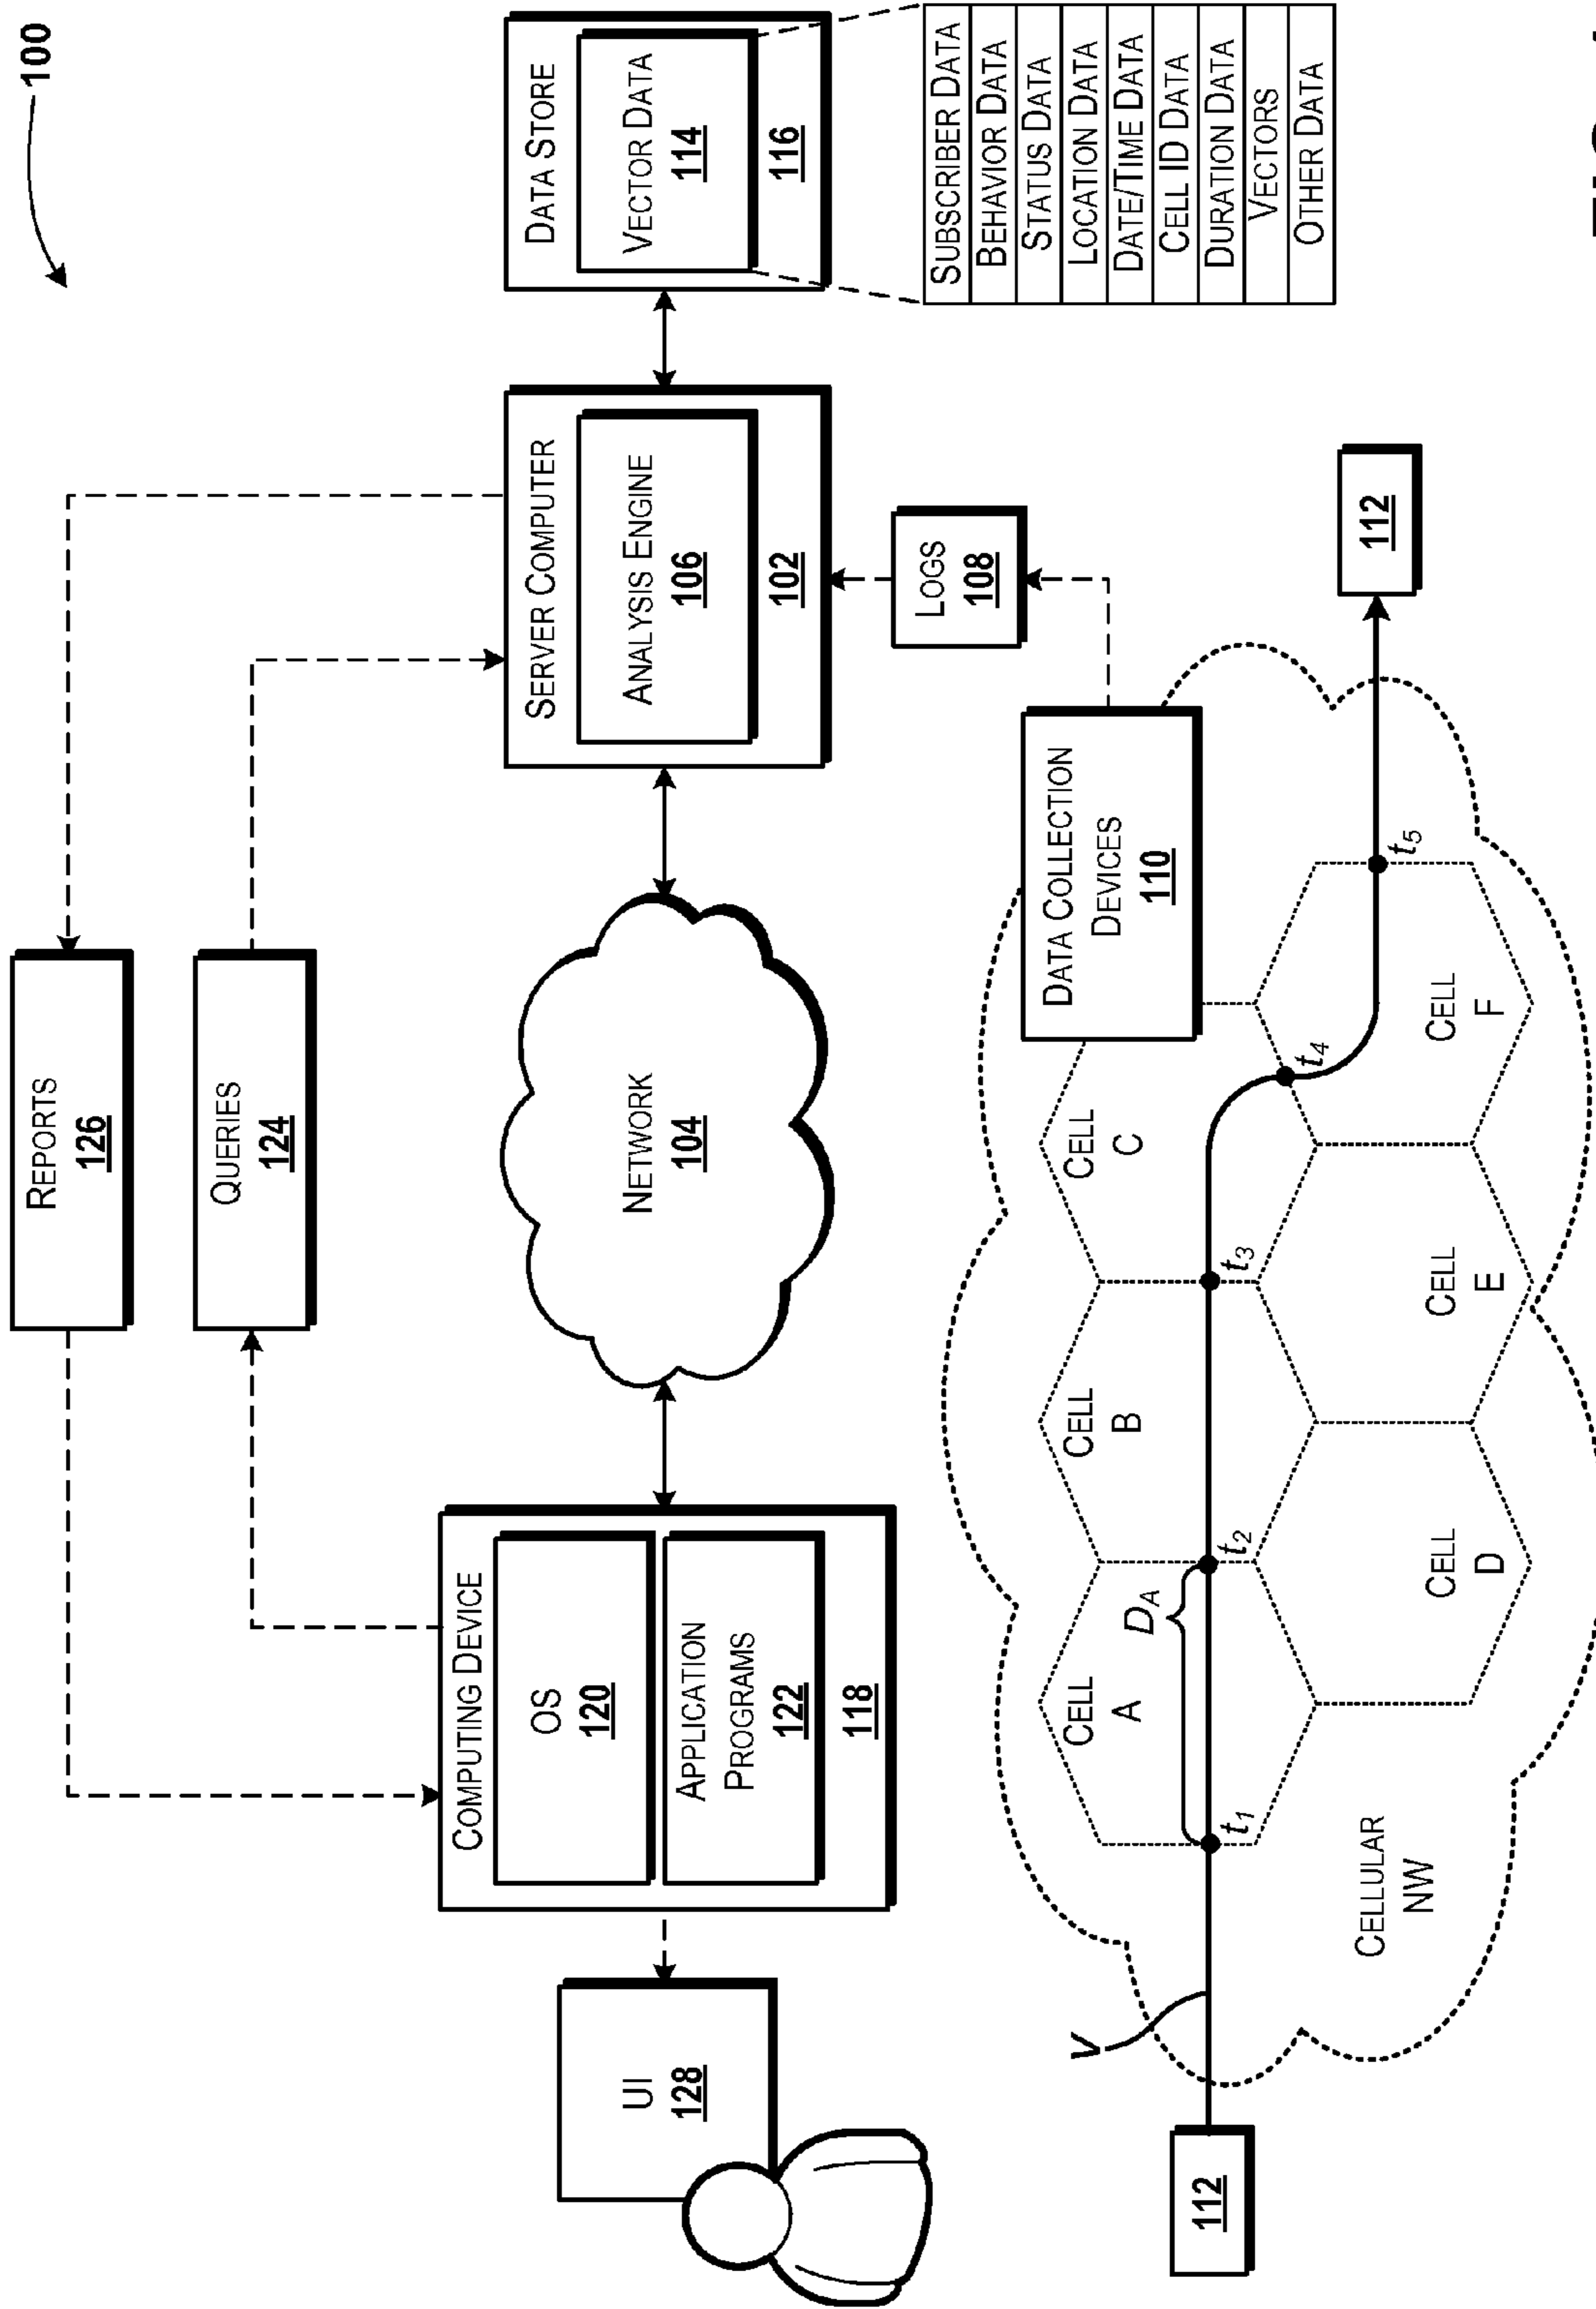 100
REPORTS
126
QUERIES
124
UI
128
COMPUTING DEVICE
OS
120
APPLICATION
PROGRAMS
122
118
NETWORK
104
SERVER COMPUTER
ANALYSIS ENGINE
106
102
DATA STORE
VECTOR DATA
114
116
LOGS
108
SUBSCRIBER DATA
BEHAVIOR DATA
STATUS DATA
LOCATION DATA
DATE/TIME DATA
CELL ID DATA
DURATION DATA
VECTORS
OTHER DATA
DATA COLLECTION
DEVICES
110
112
V
CELLULAR
NW
CELL
A
CELL
B
CELL
C
CELL
D
CELL
E
CELL
F
DA
t1
t2
t3
t4
t5
112